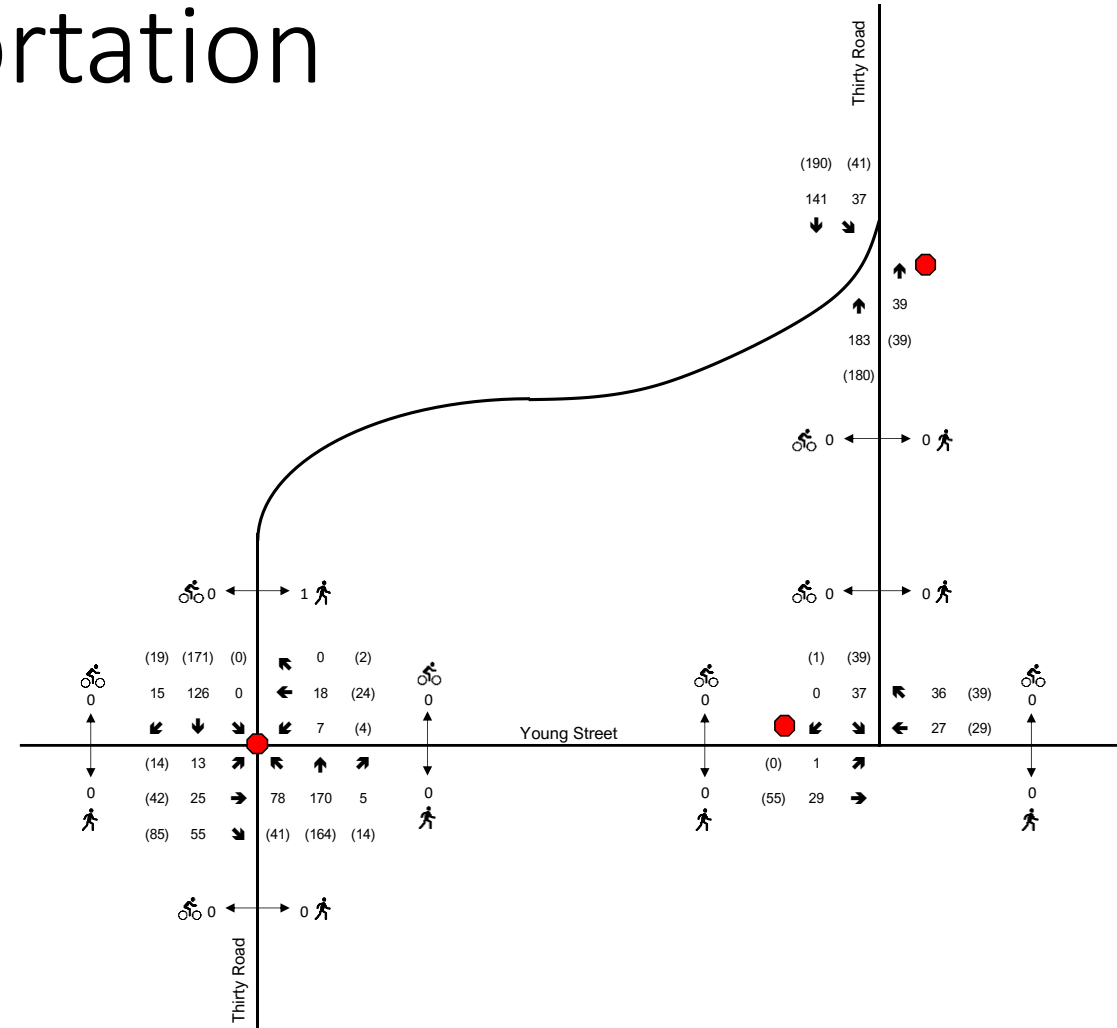 ortation
Thirty Road
(190) (41)
141 37
39
183 (39)
(180)
0 0
0 1
0 0
(19) (171) (0) 0 (2)
(1) (39)
15 126 0 18 (24)
0 37 36 (39)
0 0 0 0
7 (4)
27 (29)
Young Street
(14) 13
(0) 1
0 0 0 0
(42) 25 78 170 5
(55) 29
(85) 55 (41) (164) (14)
0 0
Thirty Road